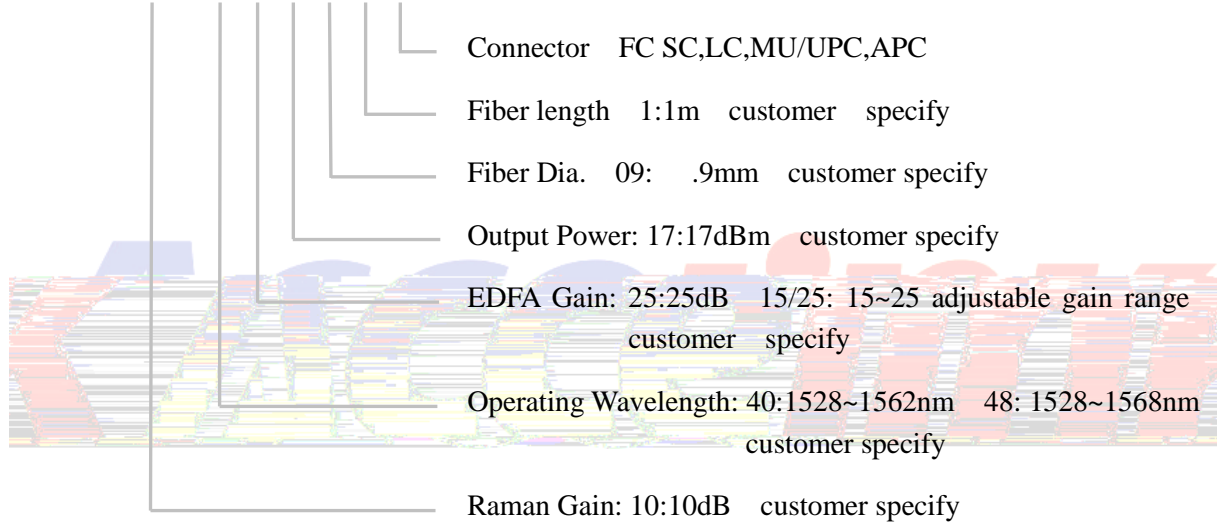 Connector FC SC,LC,MU/UPC,APC
Fiber length 1:1m customer specify
Fiber Dia. 09: .9mm customer specify
Output Power: 17:17dBm customer specify
EDFA Gain: 25:25dB 15/25: 15~25 adjustable gain range
customer specify
Operating Wavelength: 40:1528~1562nm 48: 1528~1568nm
customer specify
Raman Gain: 10:10dB customer specify